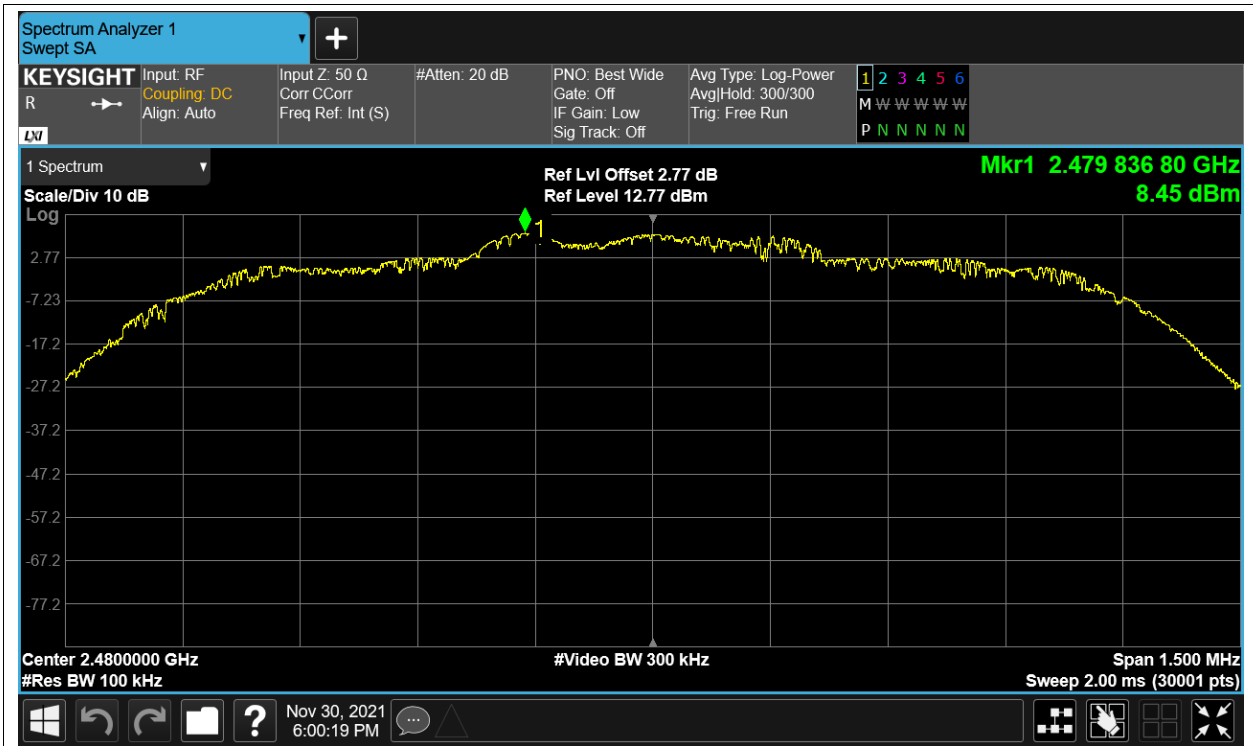 Spectrum Analyzer 1
Swept SA
KEYSIGHT
R
LXI
Input: RF
Coupling: DC
Align: Auto
Input Z: 50 Ω
Corr CCorr
Freq Ref: Int (S)
#Atten: 20 dB
PNO: Best Wide
Gate: Off
IF Gain: Low
Sig Track: Off
Avg Type: Log-Power
Avg|Hold: 300/300
Trig: Free Run
1 2 3 4 5 6
M W W W W W
P N N N N N
1 Spectrum
Scale/Div 10 dB
Ref Lvl Offset 2.77 dB
Ref Level 12.77 dBm
Mkr1 2.479 836 80 GHz
8.45 dBm
Log
1
2.77
-7.23
-17.2
-27.2
-37.2
-47.2
-57.2
-67.2
-77.2
Center 2.4800000 GHz
#Res BW 100 kHz
#Video BW 300 kHz
Span 1.500 MHz
Sweep 2.00 ms (30001 pts)
?
Nov 30, 2021
6:00:19 PM